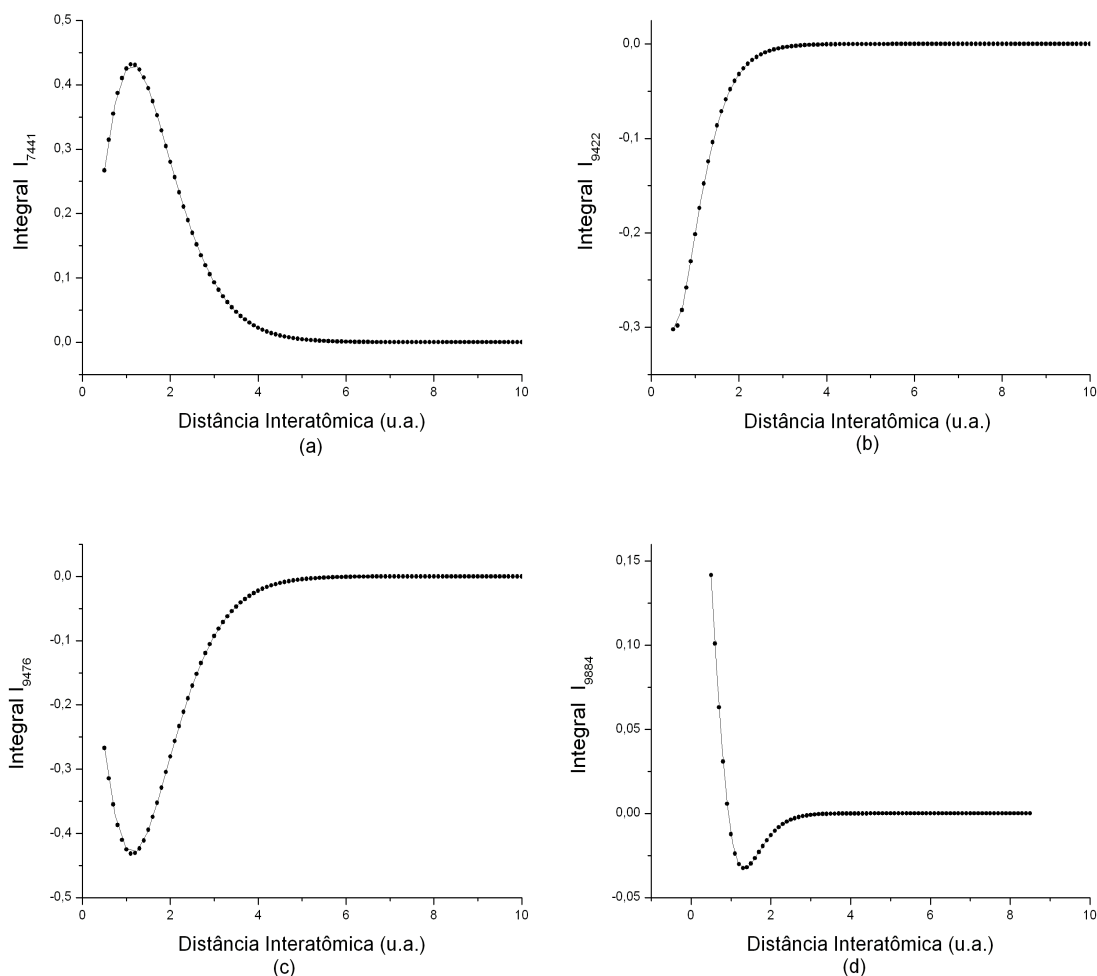 0,5
0,4
0,3
0,2
0,1
0,0
Integral I7441
0 2 4 6 8 10
Distância Interatômica (u.a.)
(a)
0,0
-0,1
-0,2
-0,3
Integral I9422
0 2 4 6 8 10
Distância Interatômica (u.a.)
(b)
0,0
-0,1
-0,2
-0,3
-0,4
-0,5
Integral I9476
0 2 4 6 8 10
Distância Interatômica (u.a.)
(c)
0,15
0,10
0,05
0,00
-0,05
Integral I9884
0 2 4 6 8 10
Distância Interatômica (u.a.)
(d)